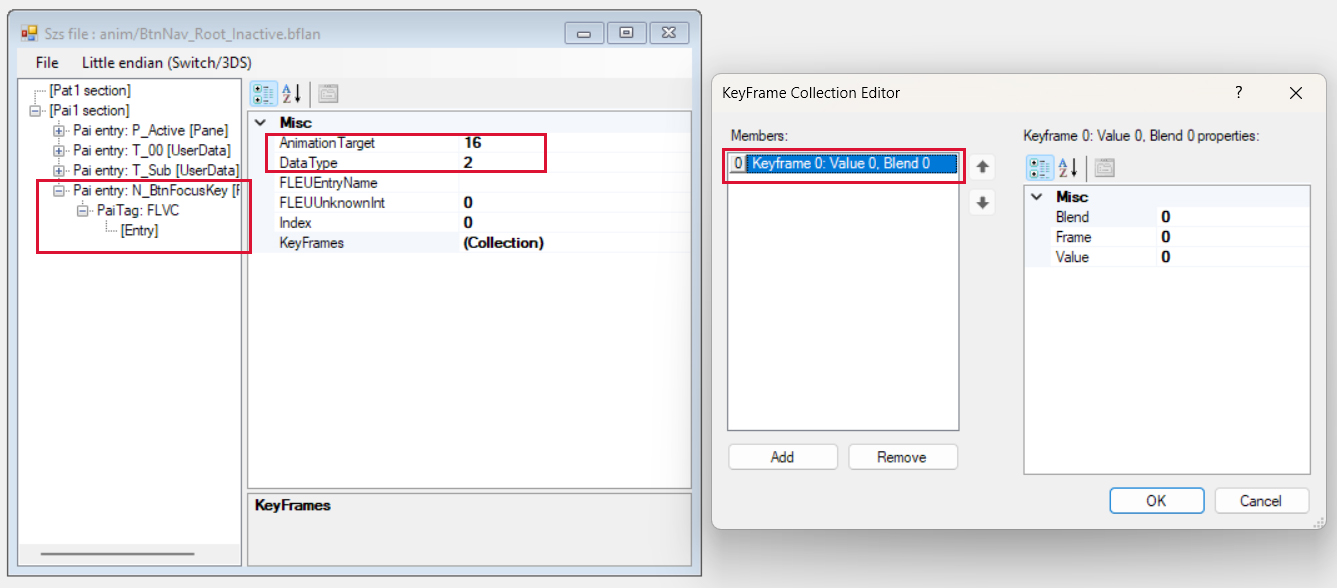 Szs file : anim/BtnNav_Root_Inactive.bflan
File Little endian (Switch/3DS)
[Pat1 section]
[Pai1 section]
Pai entry: P_Active [Pane]
Pai entry: T_00 [UserData]
Pai entry: T_Sub [UserData]
Pai entry: N_BtnFocusKey [
PaiTag: FLVC
[Entry]
Misc
AnimationTarget 16
DataType 2
FLEUEntryName
FLEUUnknownInt 0
Index 0
KeyFrames (Collection)
KeyFrames
KeyFrame Collection Editor
?
Members:
0 Keyframe 0: Value 0, Blend 0
Add Remove
Keyframe 0: Value 0, Blend 0 properties:
Misc
Blend 0
Frame 0
Value 0
OK Cancel